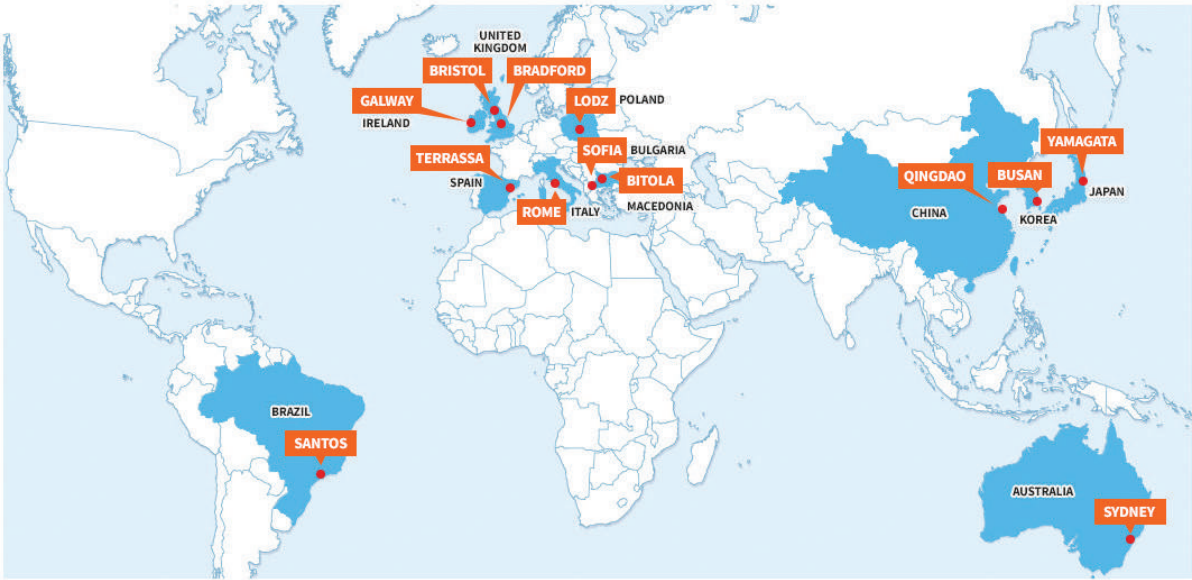 UNITED
KINGDOM
BRISTOL
BRADFORD
GALWAY
IRELAND
LODZ
POLAND
TERRASSA
SPAIN
SOFIA
BULGARIA
BITOLA
MACEDONIA
ROME
ITALY
YAMAGATA
QINGDAO
BUSAN
JAPAN
CHINA
KOREA
BRAZIL
SANTOS
AUSTRALIA
SYDNEY